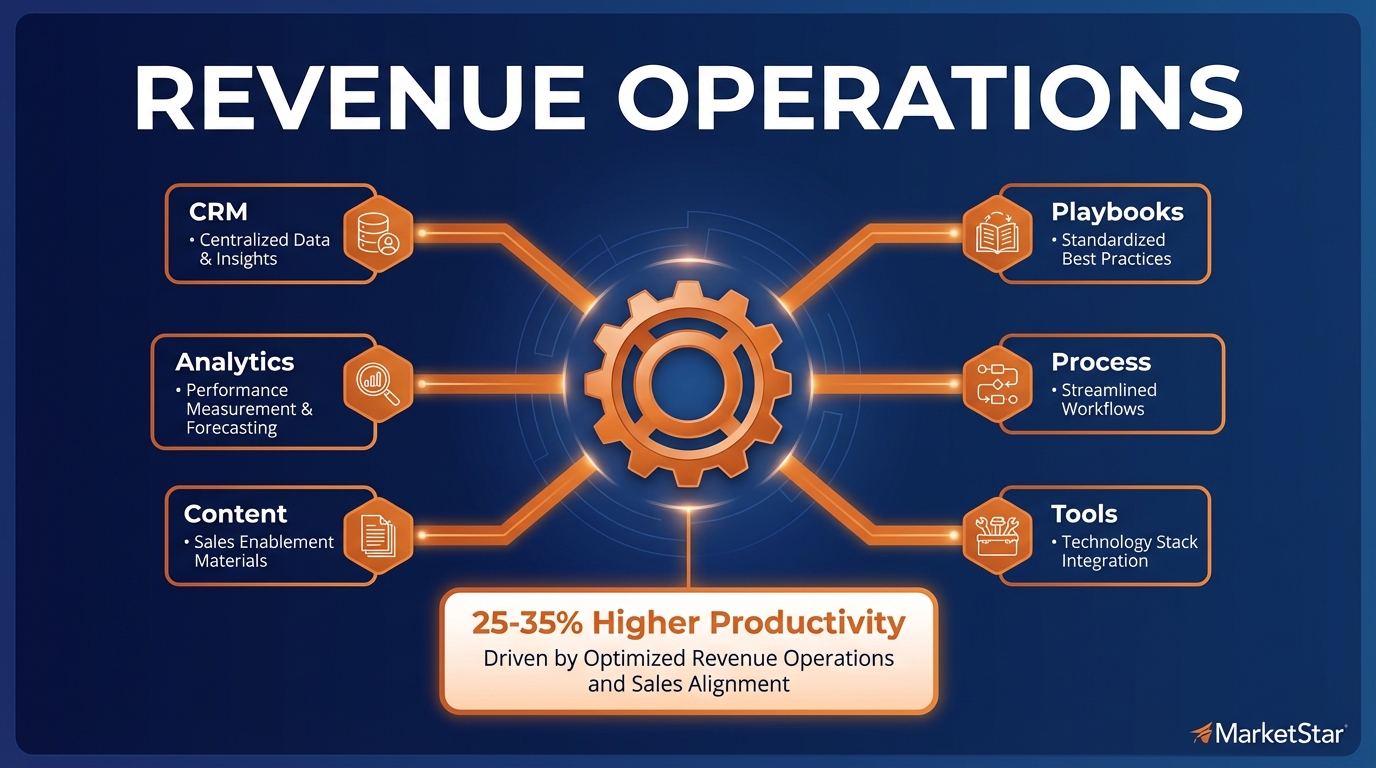 REVENUE OPERATIONS
CRM
• Centralized Data
& Insights
Analytics
• Performance
Measurement &
Forecasting
Content
• Sales Enablement
Materials
Playbooks
• Standardized
Best Practices
Process
• Streamlined
Workflows
Tools
• Technology Stack
Integration
25-35% Higher Productivity
Driven by Optimized Revenue Operations
and Sales Alignment
MarketStar